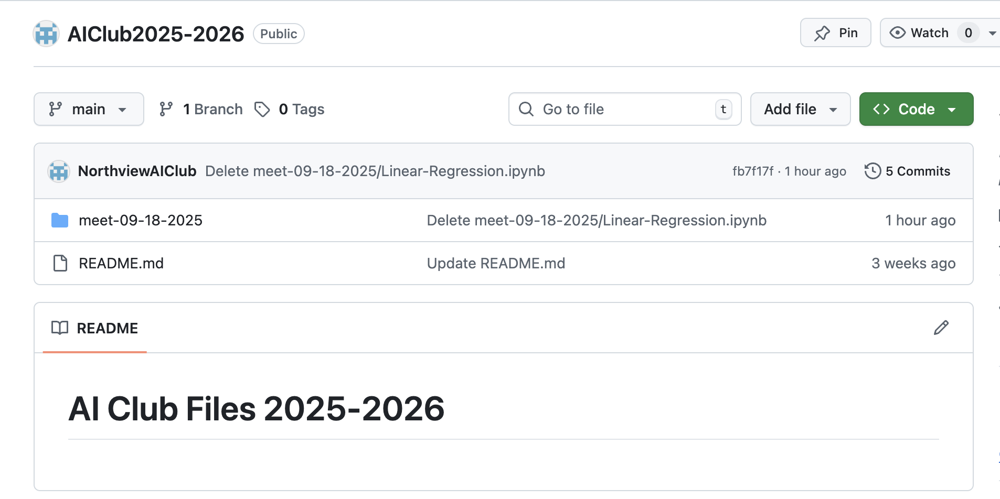 AIClub2025-2026 Public Pin Watch 0
main 1 Branch 0 Tags Go to file t Add file Code
NorthviewAIClub Delete meet-09-18-2025/Linear-Regression.ipynb fb7f17f · 1 hour ago 5 Commits
meet-09-18-2025 Delete meet-09-18-2025/Linear-Regression.ipynb 1 hour ago
README.md Update README.md 3 weeks ago
README
AI Club Files 2025-2026